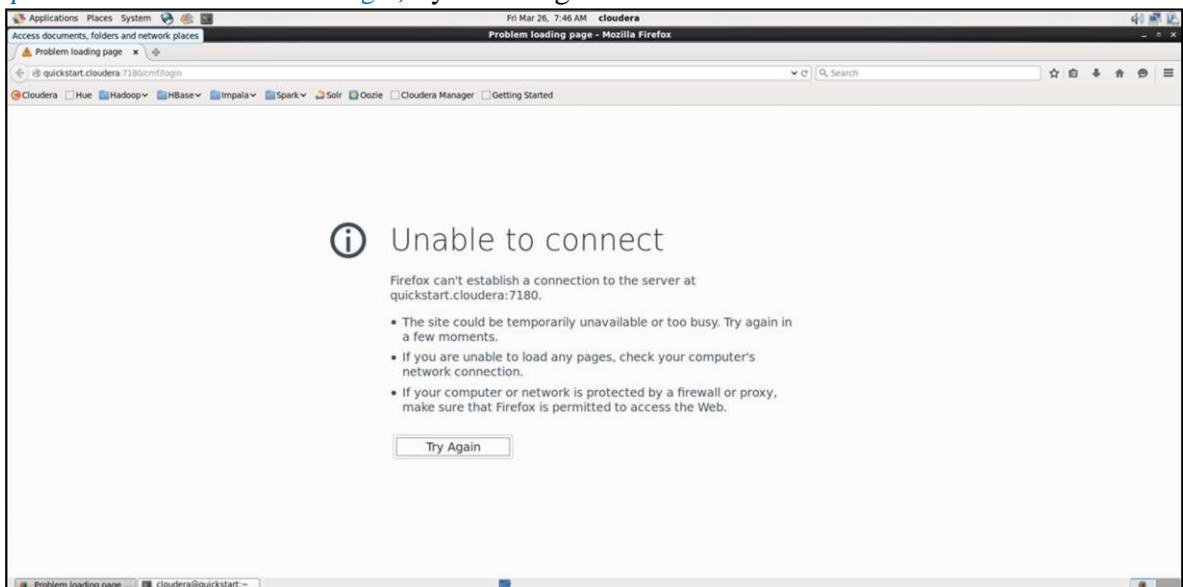 Applications Places System Fri Mar 26, 7:46 AM cloudera
Access documents, folders and network places Problem loading page - Mozilla Firefox
Problem loading page
quickstart.cloudera:7180/cmf/login Search
Cloudera Hue Hadoop HBase Impala Spark Solr Oozie Cloudera Manager Getting Started
Unable to connect
Firefox can't establish a connection to the server at
quickstart.cloudera:7180.
• The site could be temporarily unavailable or too busy. Try again in
a few moments.
• If you are unable to load any pages, check your computer's
network connection.
• If your computer or network is protected by a firewall or proxy,
make sure that Firefox is permitted to access the Web.
Try Again
Problem loading page ... cloudera@quickstart:~